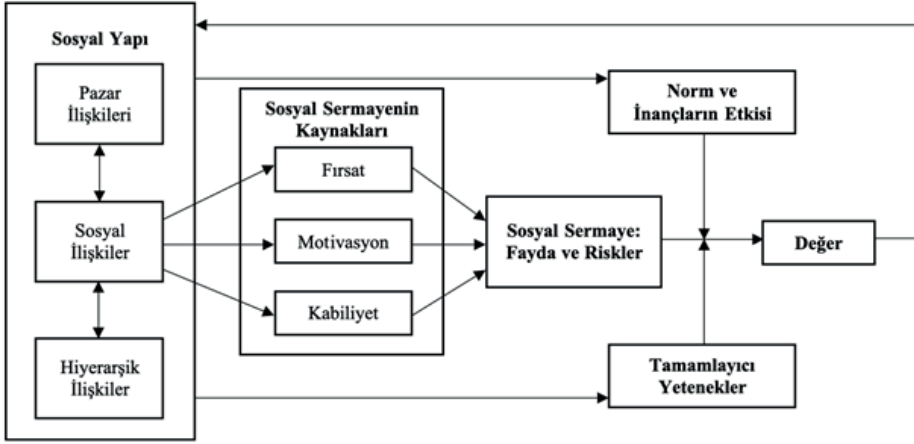 Sosyal Yapı
Pazar
İlişkileri
Sosyal
İlişkiler
Hiyerarşik
İlişkiler
Sosyal Sermayenin
Kaynakları
Fırsat
Motivasyon
Kabiliyet
Sosyal Sermaye:
Fayda ve Riskler
Norm ve
İnançların Etkisi
Tamamlayıcı
Yetenekler
Değer